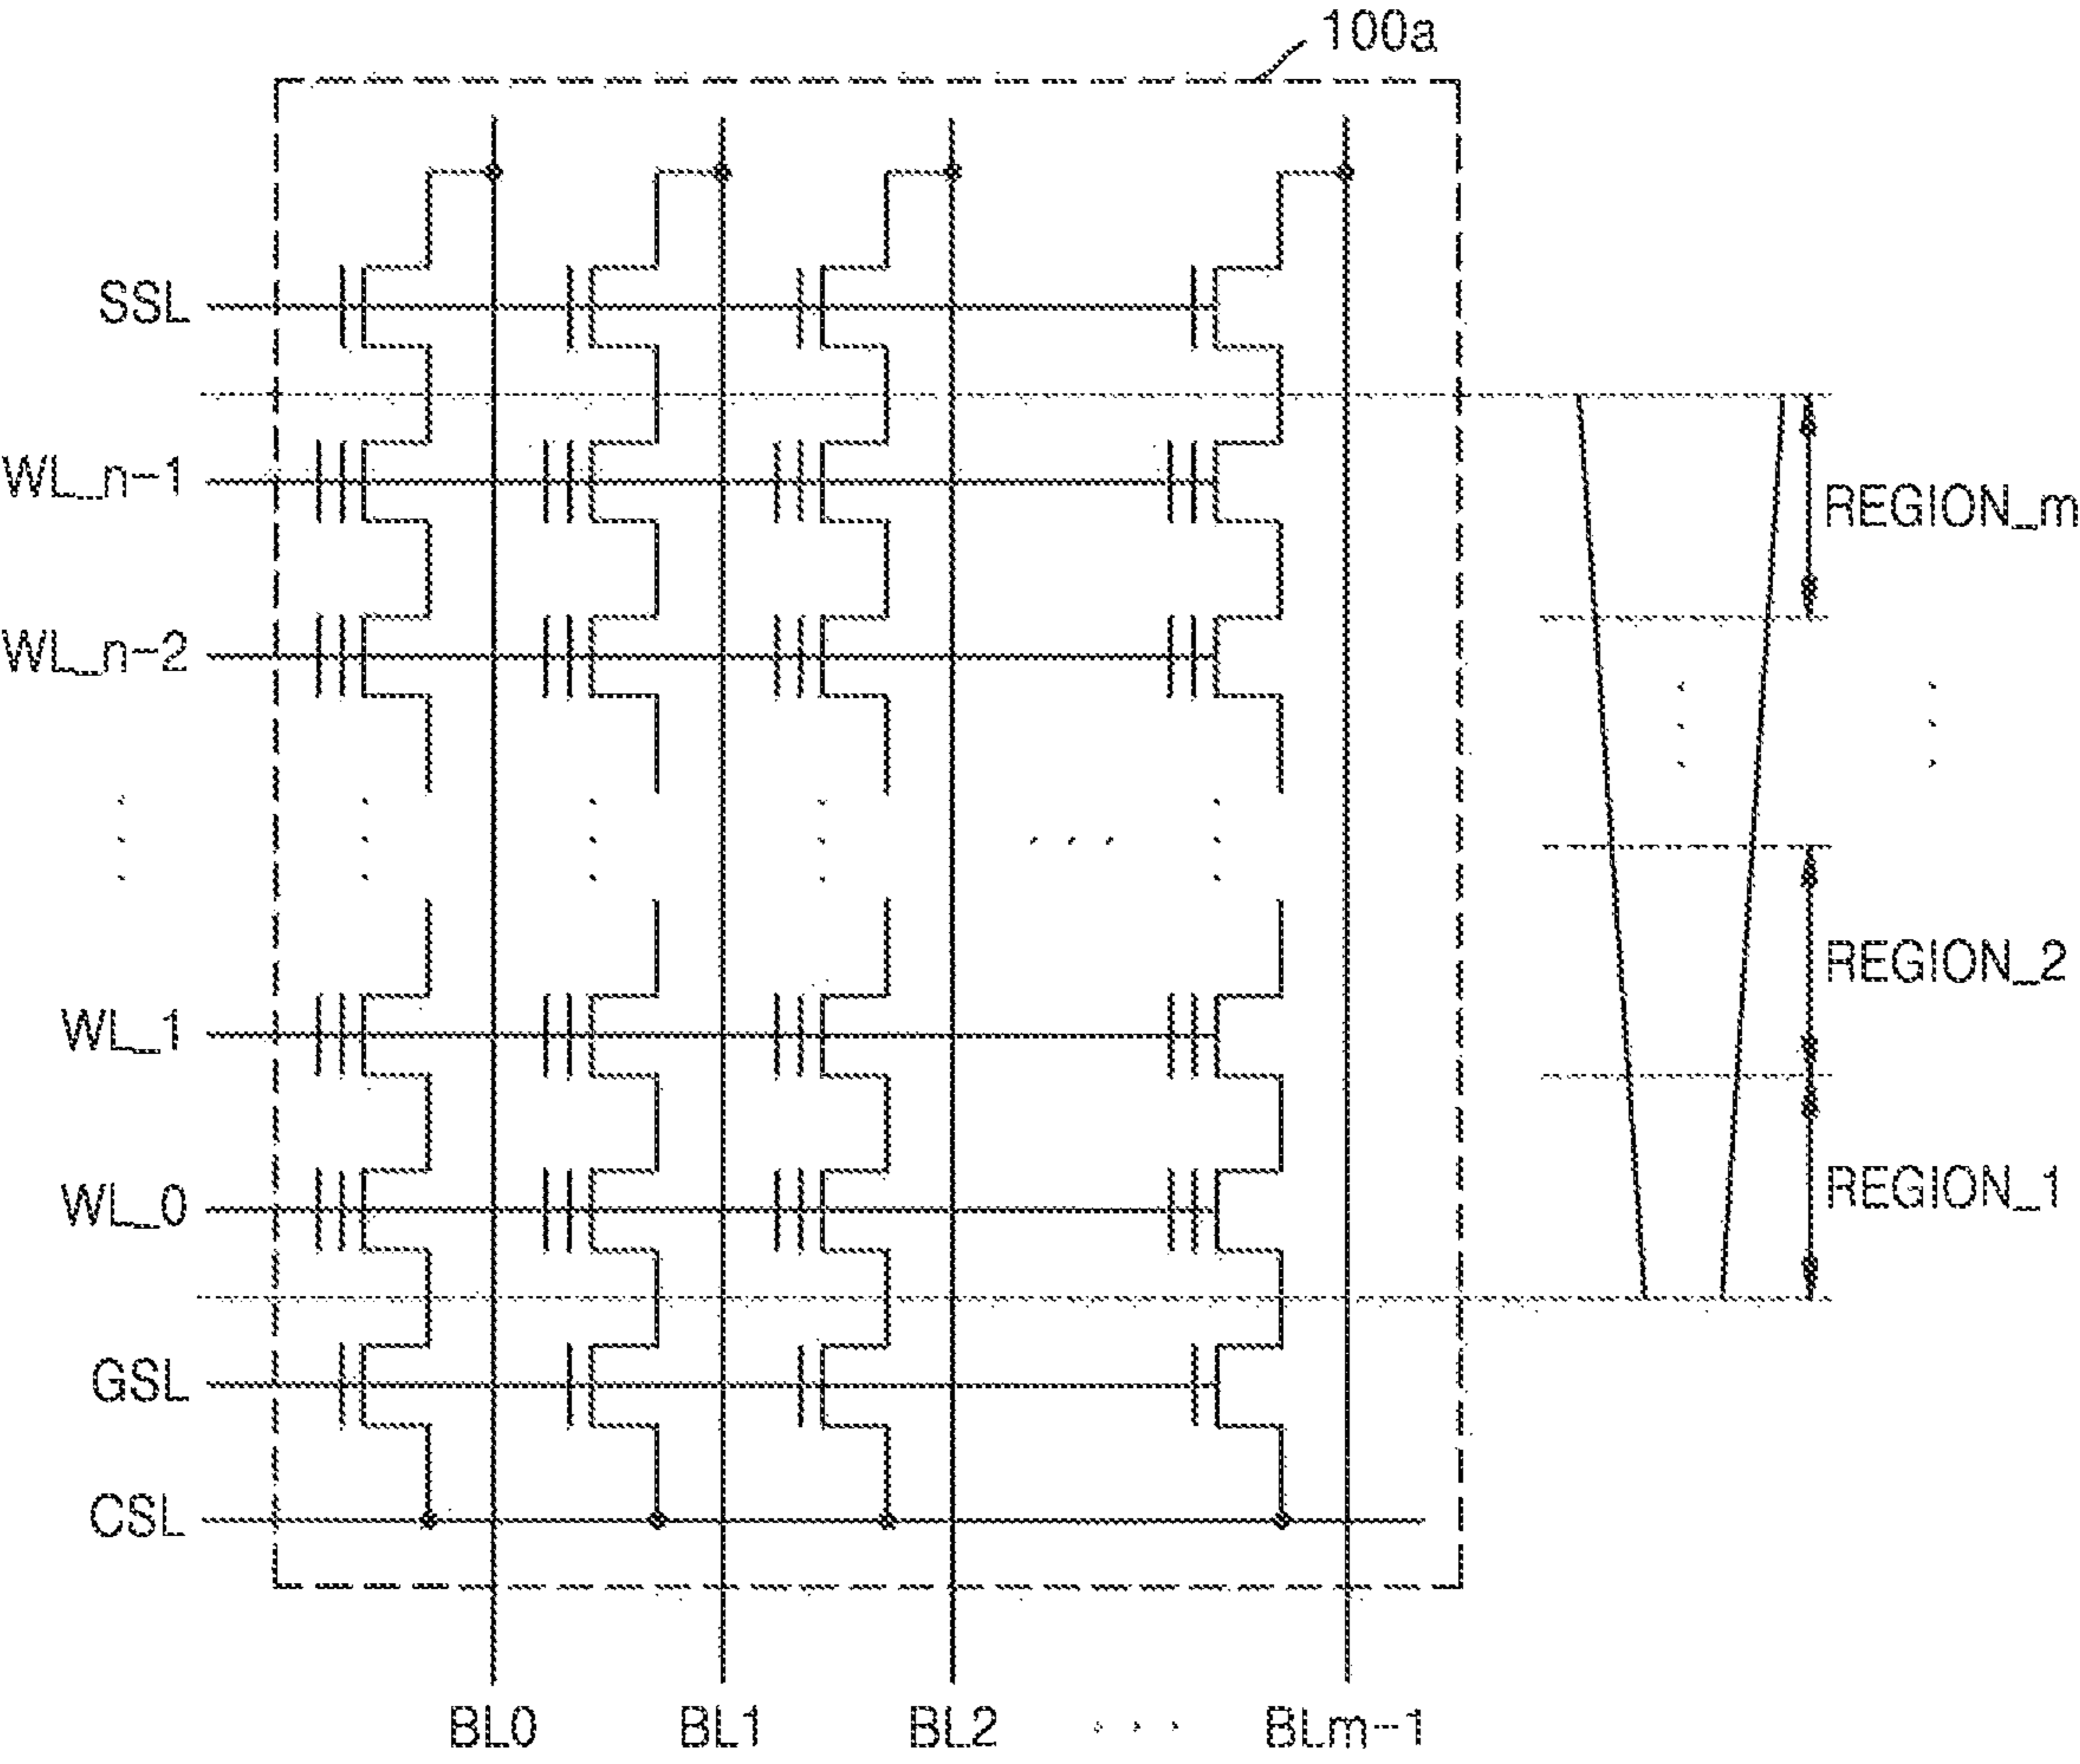 100a
SSL
WL_n-1
REGION_m
WL_n-2
REGION_2
WL_1
WL_0
REGION_1
GSL
CSL
BL0 BL1 BL2 ... BLm-1